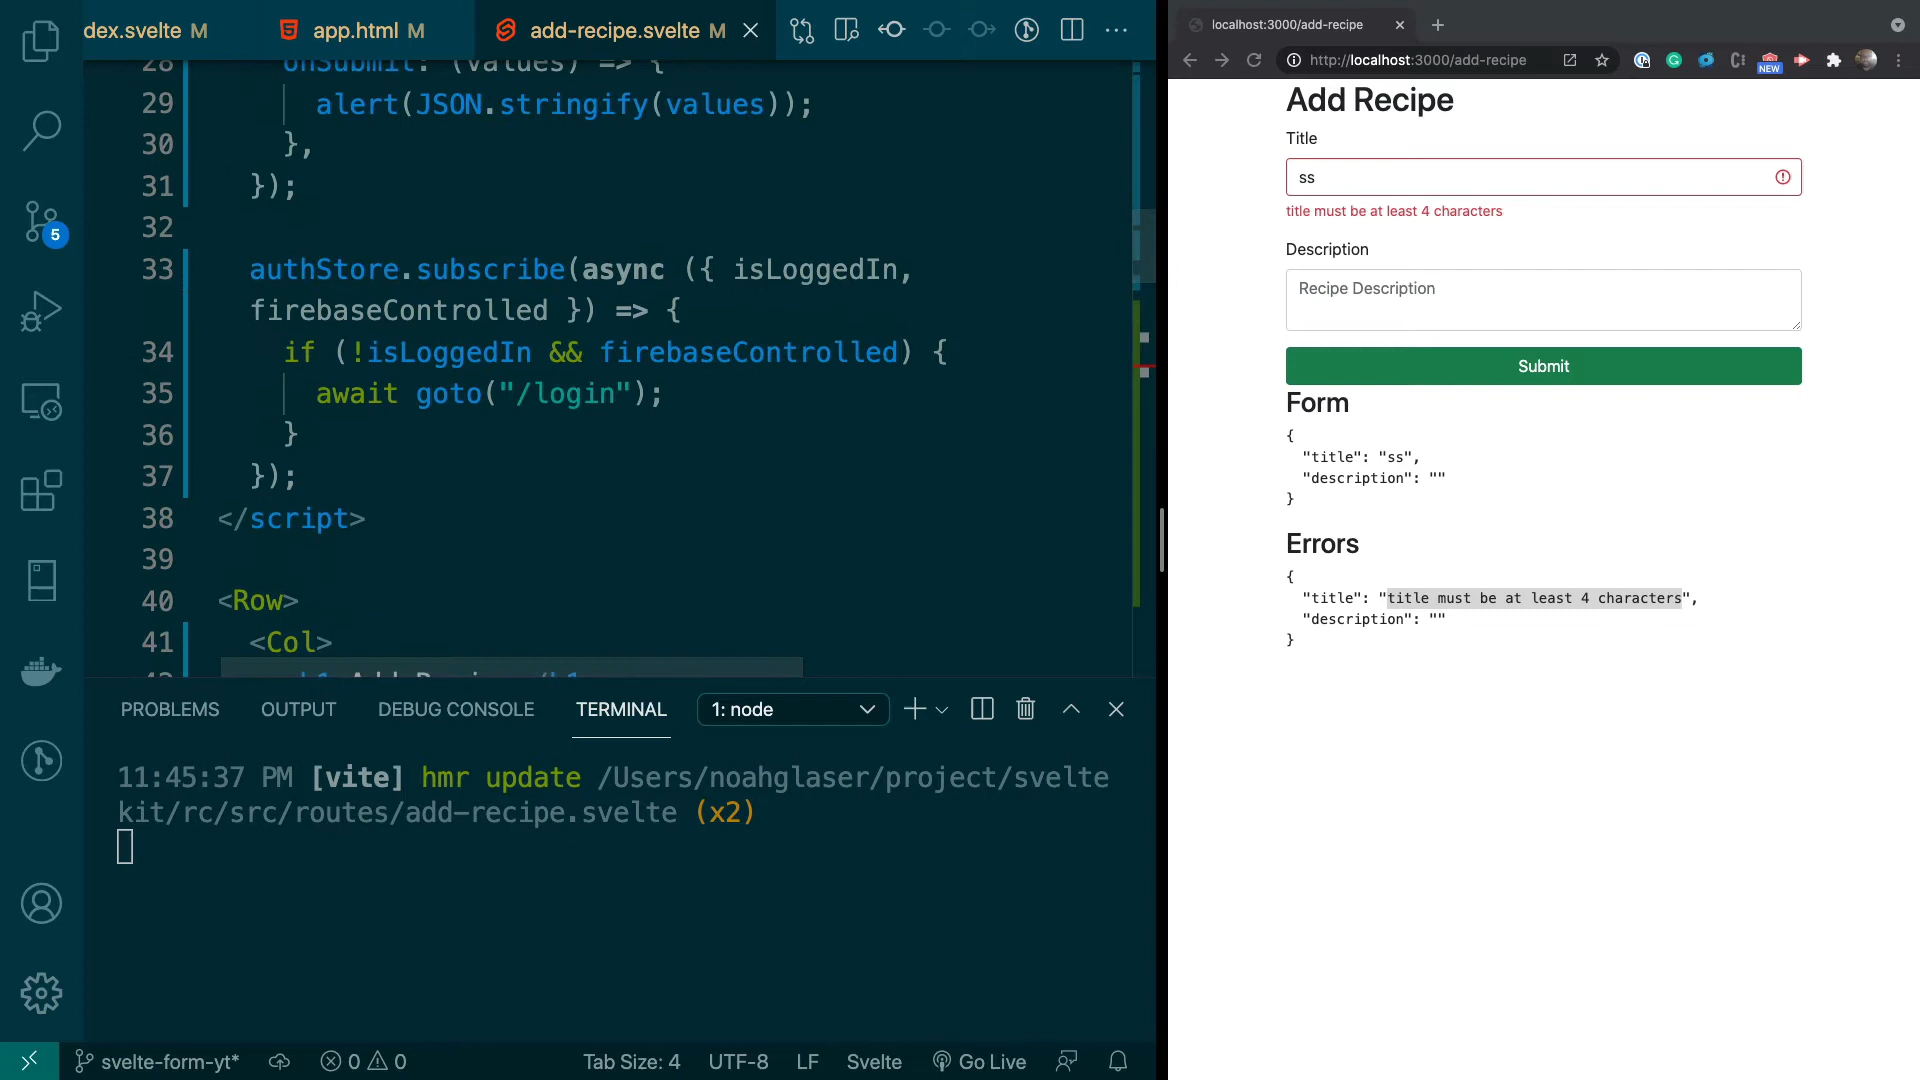 dex.svelte M
app.html M
add-recipe.svelte M
28 onSubmit: (values) => {
29 alert(JSON.stringify(values));
30 },
31 });
32
33 authStore.subscribe(async ({ isLoggedIn,
firebaseControlled }) => {
34 if (!isLoggedIn && firebaseControlled) {
35 await goto("/login");
36 }
37 });
38 </script>
39
40 <Row>
41 <Col>
PROBLEMS OUTPUT DEBUG CONSOLE TERMINAL 1: node
11:45:37 PM [vite] hmr update /Users/noahglaser/project/svelte
kit/rc/src/routes/add-recipe.svelte (x2)
5
svelte-form-yt* 0 0 Tab Size: 4 UTF-8 LF Svelte Go Live
localhost:3000/add-recipe
http://localhost:3000/add-recipe
NEW
Add Recipe
Title
ss
title must be at least 4 characters
Description
Recipe Description
Submit
Form
{
"title": "ss",
"description": ""
}
Errors
{
"title": "title must be at least 4 characters",
"description": ""
}